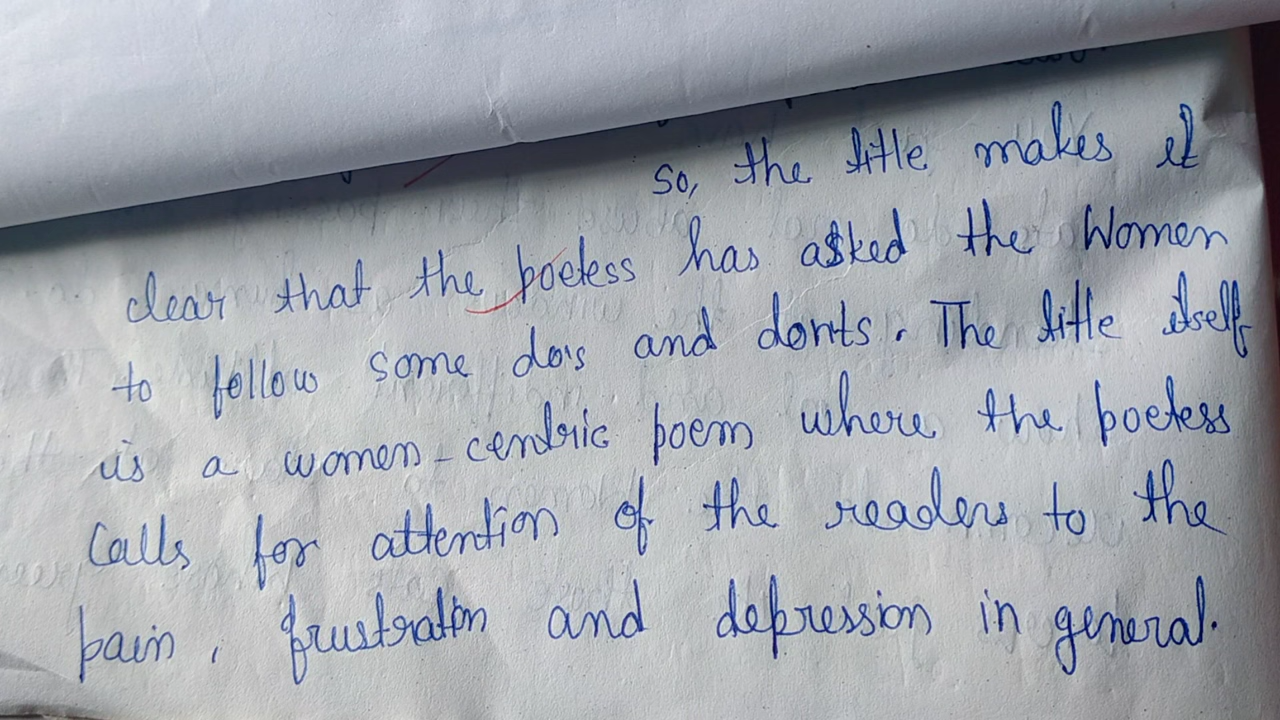 so, the title makes it
clear that the poetess has asked the Women
to follow some do's and donts. The title itself
is a women-centric poem where the poetess
Calls for attention of the readers to the
pain, frustration and depression in general.